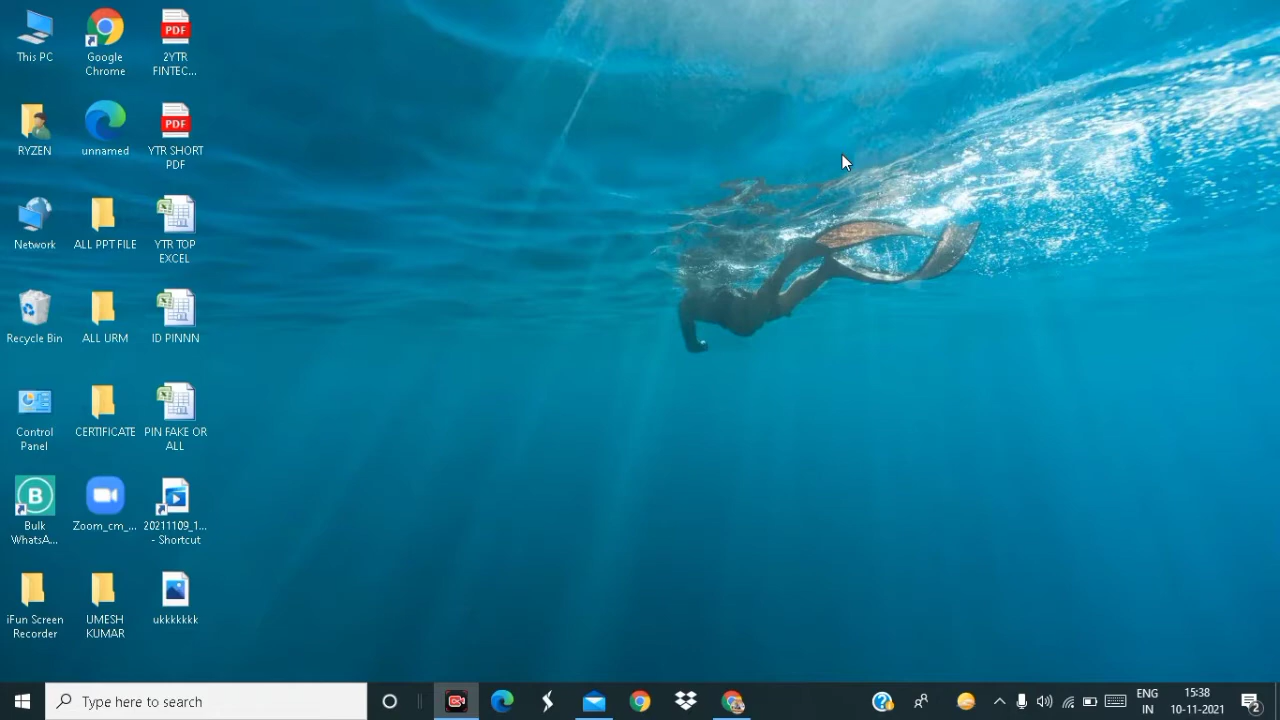 This PC
Google
Chrome
PDF
2YTR
FINTEC...
RYZEN
unnamed
PDF
YTR SHORT
PDF
Network
ALL PPT FILE
YTR TOP
EXCEL
Recycle Bin
ALL URM
ID PINNN
Control
Panel
CERTIFICATE
PIN FAKE OR
ALL
B
Bulk
WhatsA...
Zoom_cm_...
20211109_1...
- Shortcut
iFun Screen
Recorder
UMESH
KUMAR
ukkkkkkk
Type here to search
ENG
IN
15:38
10-11-2021
2